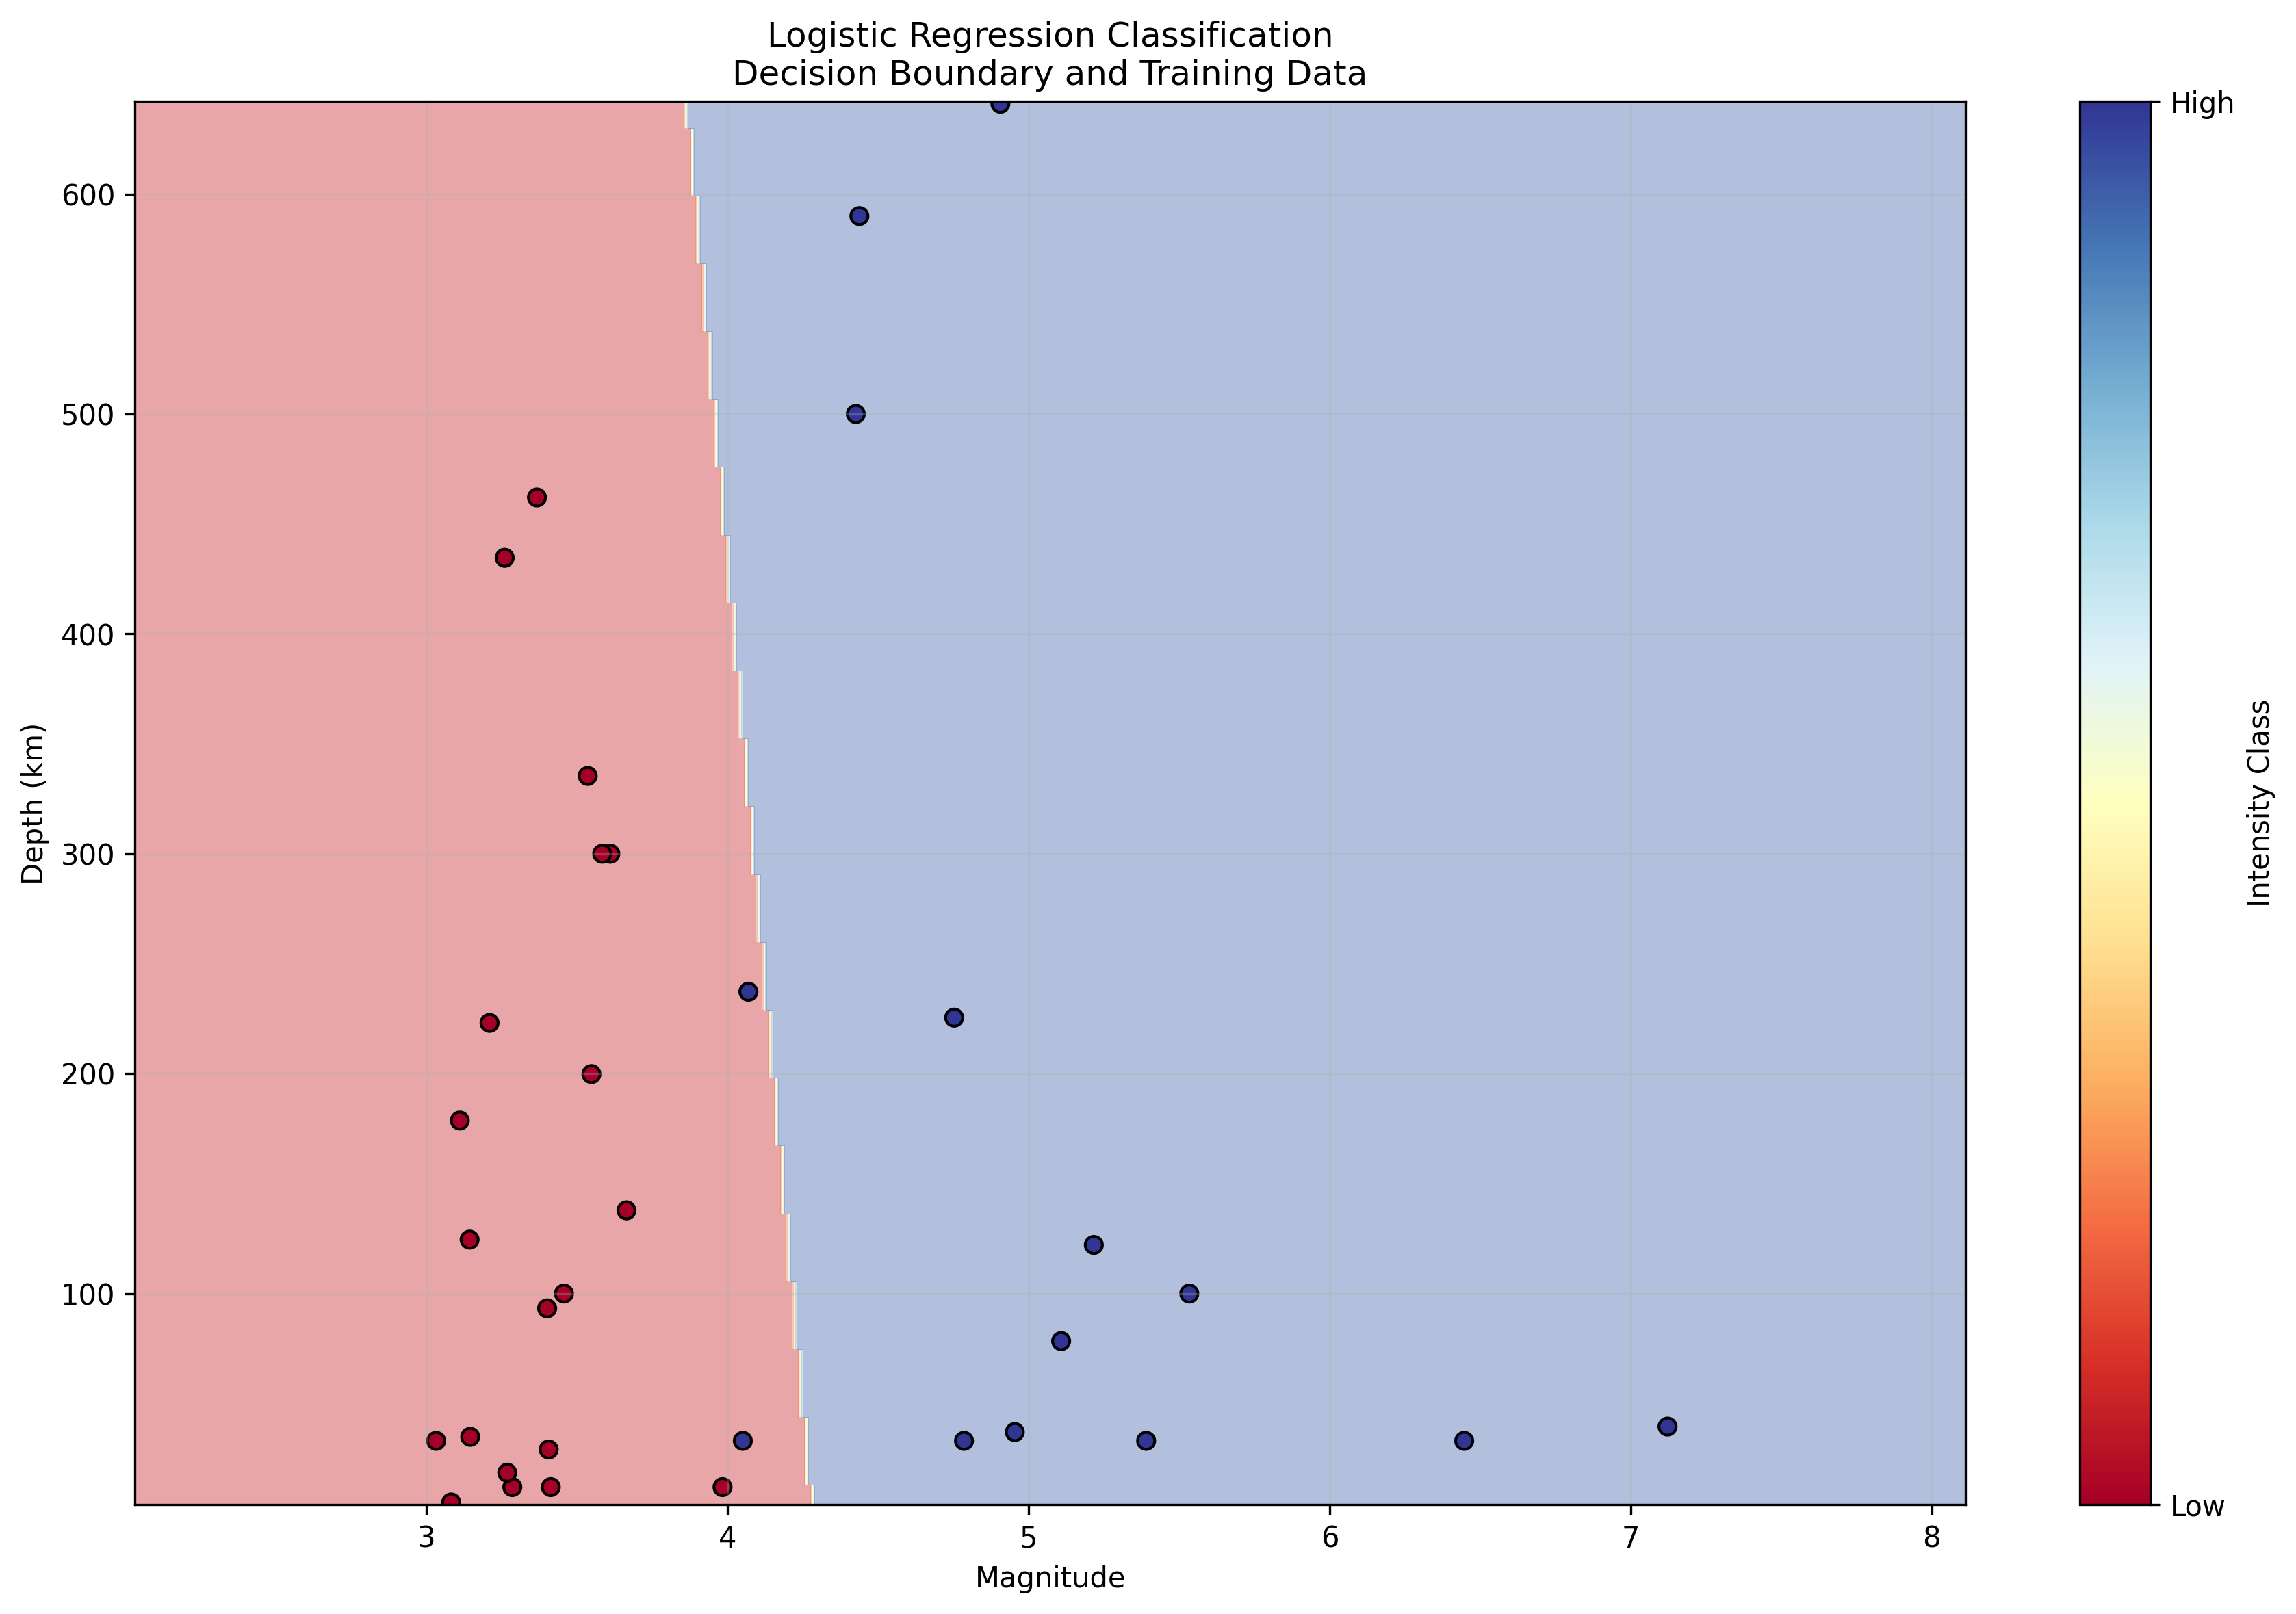 Logistic Regression Classification
Decision Boundary and Training Data
High
600
500
400
300
200
100
Depth (km)
Intensity Class
Low
3
4
5
6
7
8
Magnitude